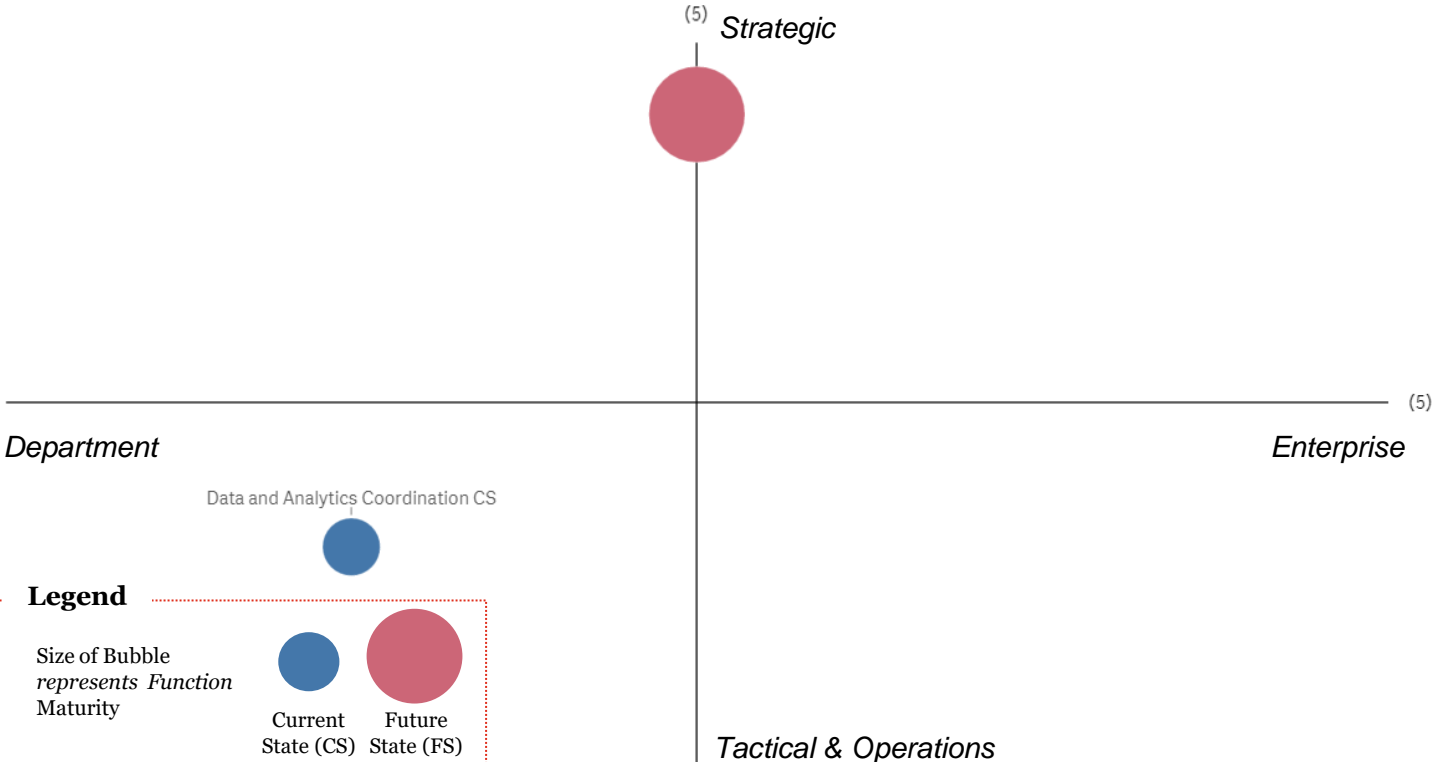 (5)
Strategic
(5)
Department
Enterprise
Data and Analytics Coordination CS
Legend
Size of Bubble
represents Function
Maturity
Current
State (CS)
Future
State (FS)
Tactical & Operations